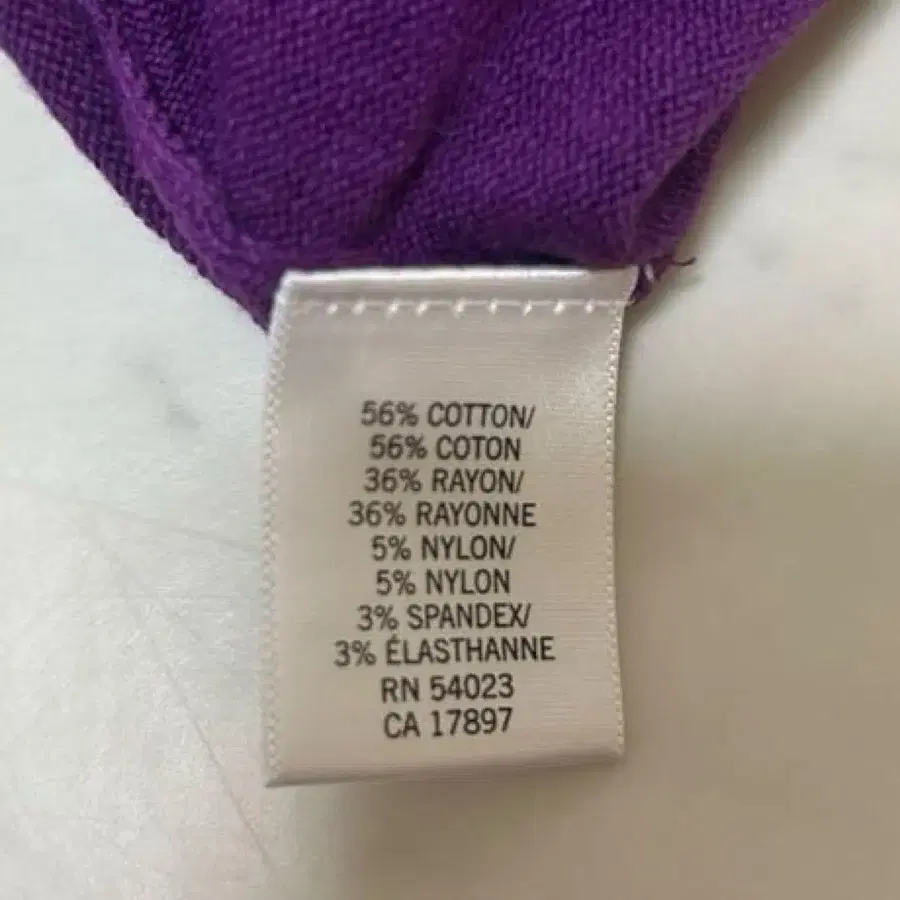 56% COTTON/
56% COTON
36% RAYON/
36% RAYONNE
5% NYLON/
5% NYLON
3% SPANDEX/
3% ÉLASTHANNE
RN 54023
CA 17897